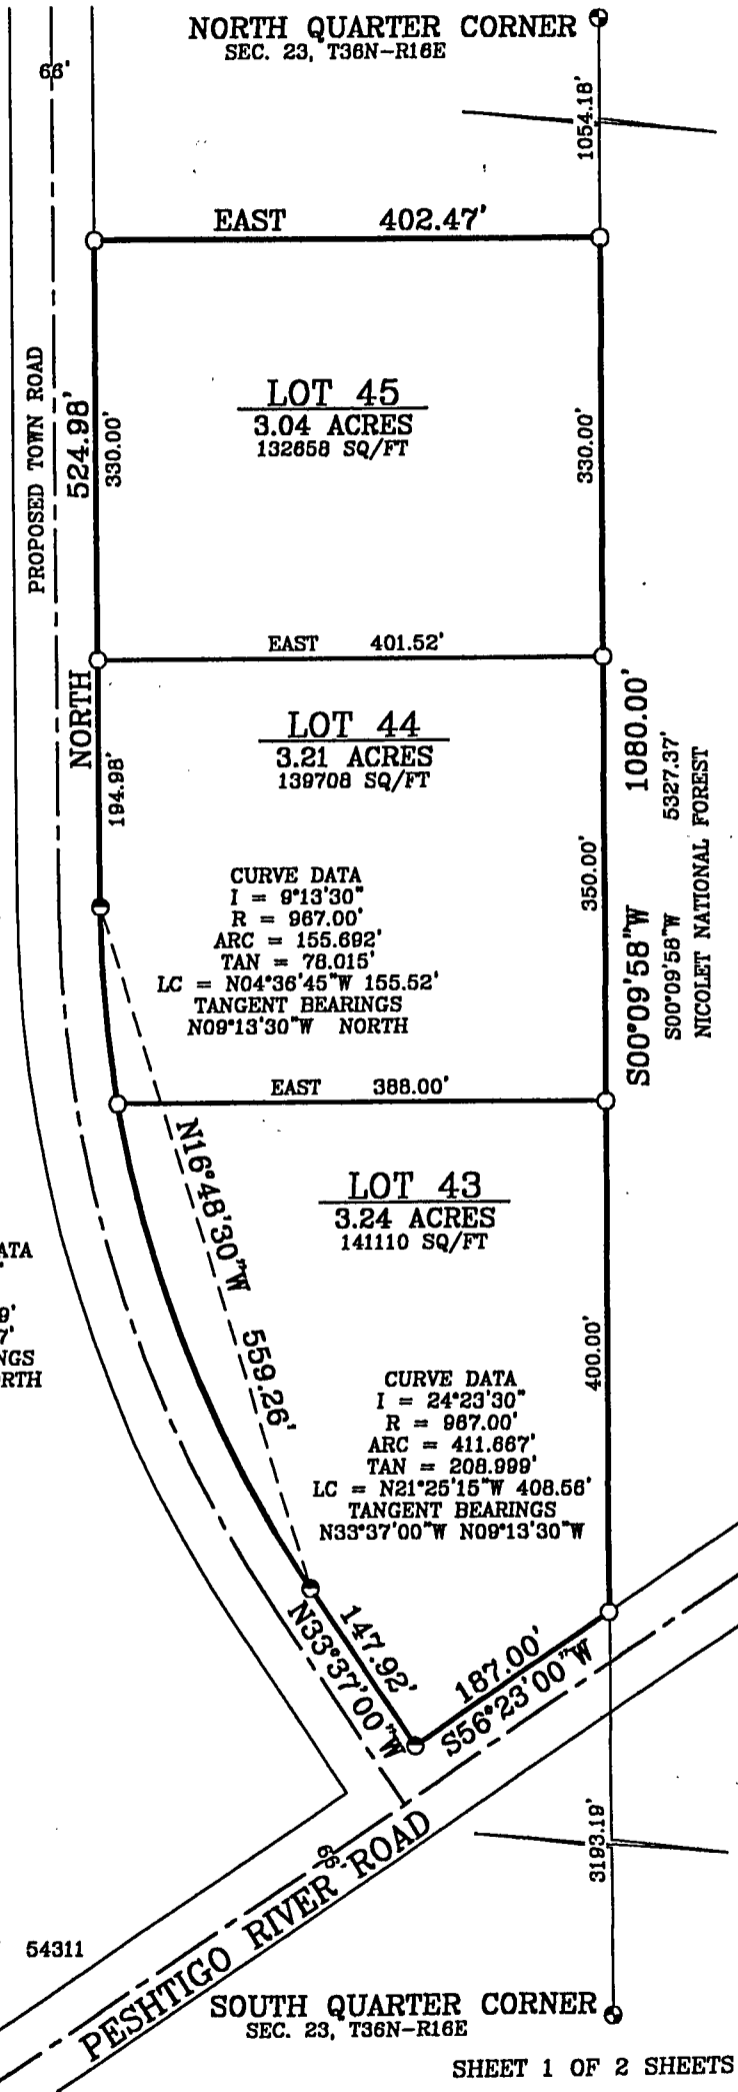 NORTH QUARTER CORNER
SEC. 23, T36N-R16E
66'
1054.18'
EAST 402.47'
PROPOSED TOWN ROAD
524.98'
330.00'
LOT 45
3.04 ACRES
132658 SQ/FT
330.00'
EAST 401.52'
NORTH
194.98'
LOT 44
3.21 ACRES
139708 SQ/FT
CURVE DATA
I = 9°13'30"
R = 967.00'
ARC = 155.692'
TAN = 78.015'
LC = N04°36'45"W 155.52'
TANGENT BEARINGS
N09°13'30"W NORTH
350.00'
S00°09'58"W 1080.00'
S00°09'58"W 5327.37'
NICOLET NATIONAL FOREST
EAST 388.00'
N16°48'30"W 559.26'
LOT 43
3.24 ACRES
141110 SQ/FT
ATA
9'
7'
NGS
RTH
400.00'
CURVE DATA
I = 24°23'30"
R = 967.00'
ARC = 411.667'
TAN = 208.999'
LC = N21°25'15"W 408.56'
TANGENT BEARINGS
N33°37'00"W N09°13'30"W
147.92'
N33°37'00"W
187.00'
S56°23'00"W
66'
PESHTIGO RIVER ROAD
3193.19'
54311
SOUTH QUARTER CORNER
SEC. 23, T36N-R16E
SHEET 1 OF 2 SHEETS